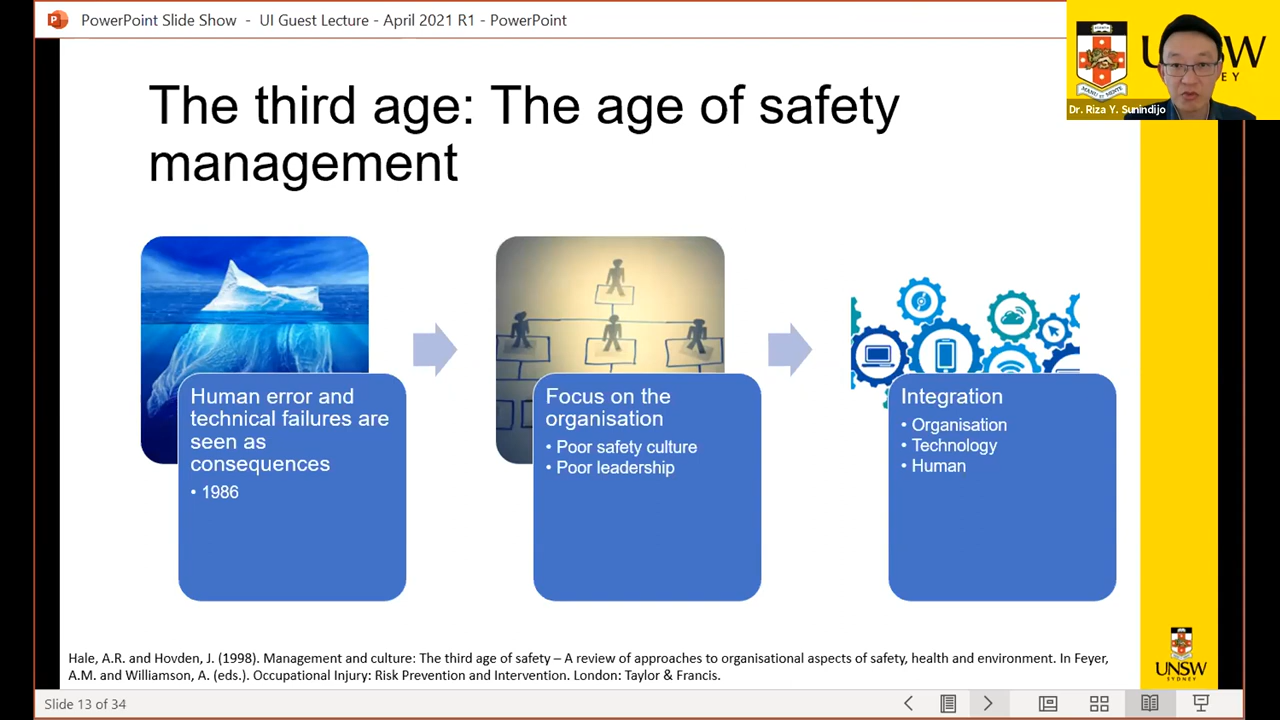 PowerPoint Slide Show - UI Guest Lecture - April 2021 R1 - PowerPoint
UNSW
SYDNEY
Dr. Riza Y. Sunindijo
The third age: The age of safety
management
Human error and
technical failures are
seen as
consequences
• 1986
Focus on the
organisation
• Poor safety culture
• Poor leadership
Integration
• Organisation
• Technology
• Human
Hale, A.R. and Hovden, J. (1998). Management and culture: The third age of safety – A review of approaches to organisational aspects of safety, health and environment. In Feyer,
A.M. and Williamson, A. (eds.). Occupational Injury: Risk Prevention and Intervention. London: Taylor & Francis.
UNSW
SYDNEY
Slide 13 of 34